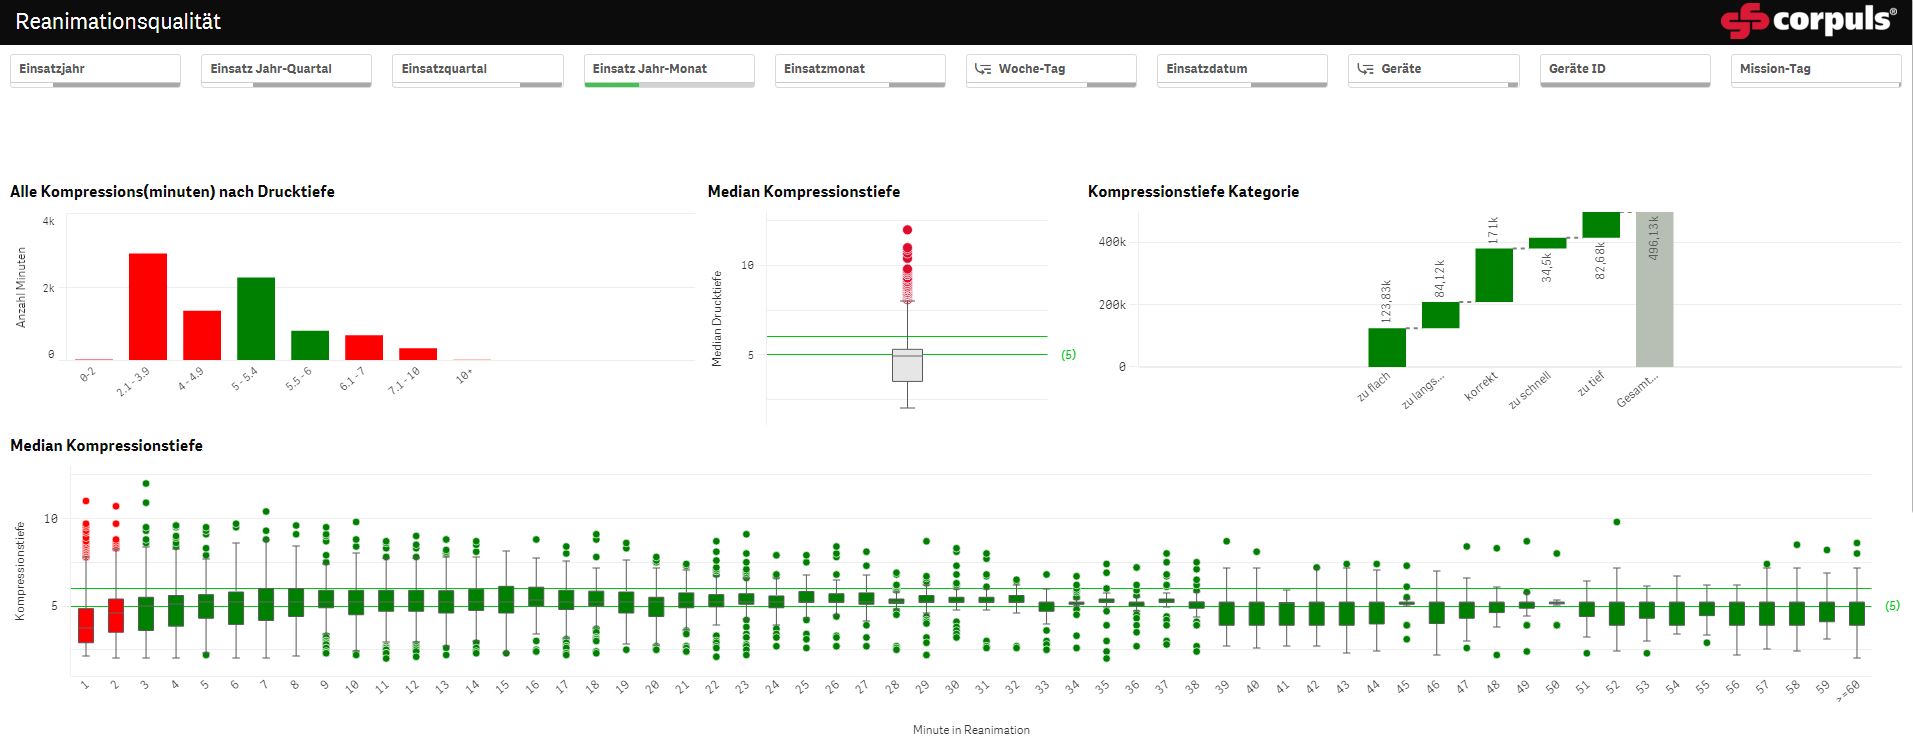 Reanimationsqualität
corpuls®
Einsatzjahr
Einsatz Jahr-Quartal
Einsatzquartal
Einsatz Jahr-Monat
Einsatzmonat
Woche-Tag
Einsatzdatum
Geräte
Geräte ID
Mission-Tag
Alle Kompressions(minuten) nach Drucktiefe
Anzahl Minuten
4k
2k
0
0-2
2.1 - 3.9
4 - 4.9
5 - 5.4
5.5 - 6
6.1 - 7
7.1 - 10
10+
Median Kompressionstiefe
Median Drucktiefe
10
5
(5)
Kompressionstiefe Kategorie
400k
200k
0
123,83k
84,12k
171k
34,5k
82,68k
496,13k
zu flach
zu langs...
korrekt
zu schnell
zu tief
Gesamt...
Median Kompressionstiefe
Kompressionstiefe
10
5
(5)
1 2 3 4 5 6 7 8 9 10 11 12 13 14 15 16 17 18 19 20 21 22 23 24 25 26 27 28 29 30 31 32 33 34 35 36 37 38 39 40 41 42 43 44 45 46 47 48 49 50 51 52 53 54 55 56 57 58 59 >=60
Minute in Reanimation